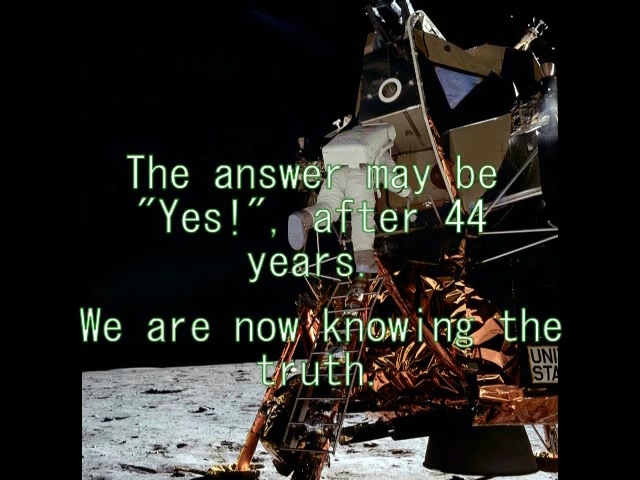 The answer may be
"Yes!", after 44
years.
We are now knowing the
truth.
UNI
STA